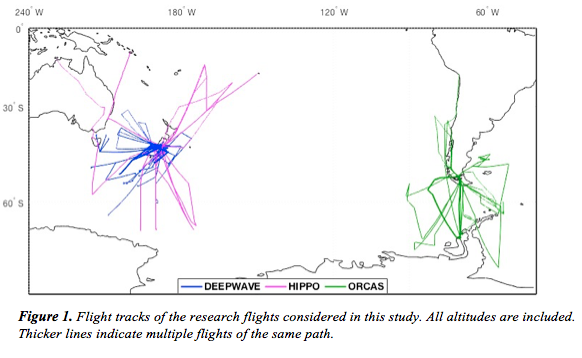 240° W 180° W 120° W 60° W
0°
30° S
60° S
DEEPWAVE HIPPO ORCAS
Figure 1. Flight tracks of the research flights considered in this study. All altitudes are included.
Thicker lines indicate multiple flights of the same path.